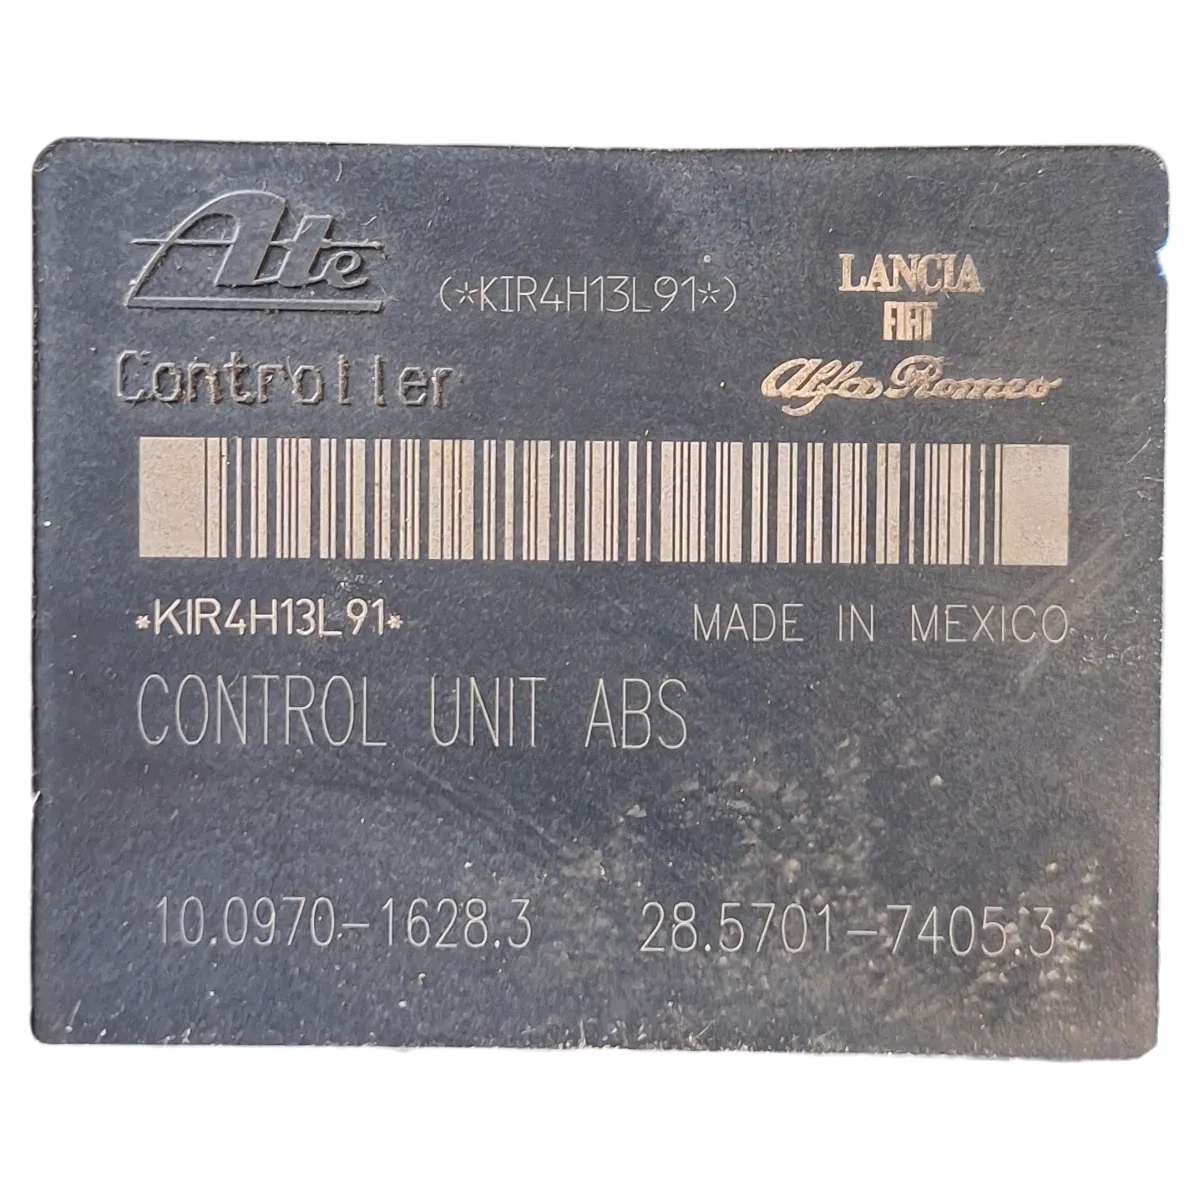 Ate
(*KIR4H13L91*)
LANCIA
FIAT
Alfa Romeo
Controller
*KIR4H13L91*
MADE IN MEXICO
CONTROL UNIT ABS
10.0970-1628.3
28.5701-7405.3